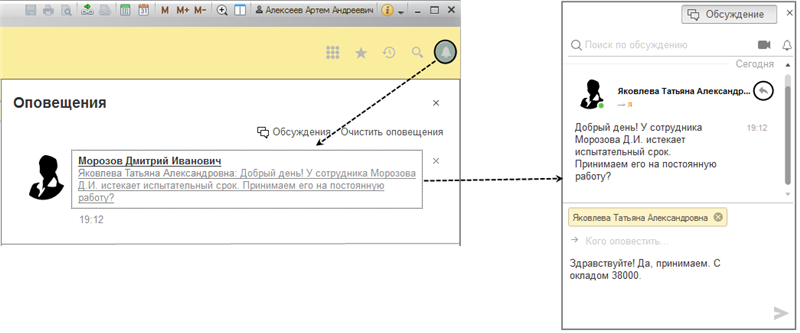 М М+ М- Алексеев Артем Андреевич
Оповещения
Обсуждения Очистить оповещения
Морозов Дмитрий Иванович
Яковлева Татьяна Александровна: Добрый день! У сотрудника Морозова
Д.И. истекает испытательный срок. Принимаем его на постоянную
работу?
19:12
Обсуждение
Поиск по обсуждению
Сегодня
Яковлева Татьяна Александр...
→ Я
Добрый день! У сотрудника
Морозова Д.И. истекает
испытательный срок.
Принимаем его на постоянную
работу?
19:12
Яковлева Татьяна Александровна
Кого оповестить...
Здравствуйте! Да, принимаем. С
окладом 38000.